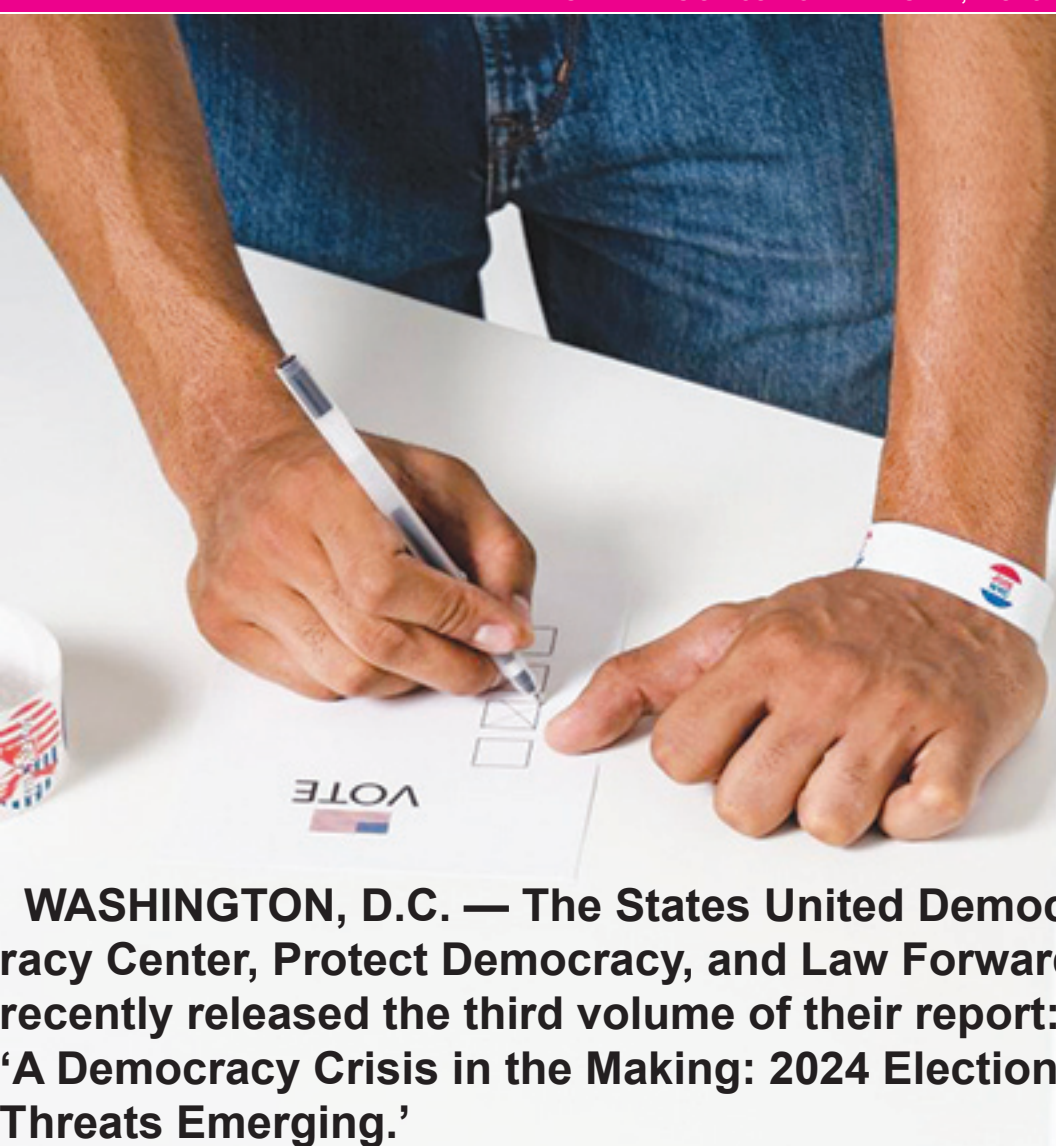 VOTE
WASHINGTON, D.C. — The States United Democ
racy Center, Protect Democracy, and Law Forward
recently released the third volume of their report:
‘A Democracy Crisis in the Making: 2024 Election
Threats Emerging.’